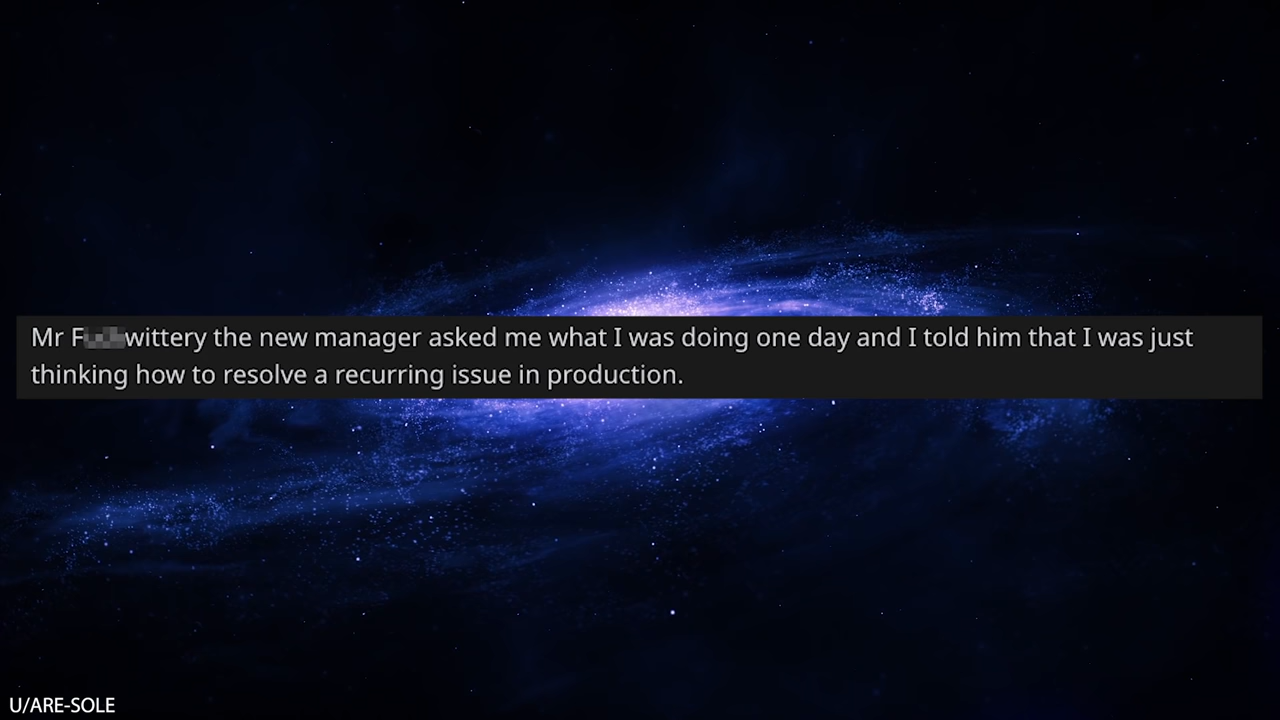 Mr F wittery the new manager asked me what I was doing one day and I told him that I was just
thinking how to resolve a recurring issue in production.
U/ARE-SOLE